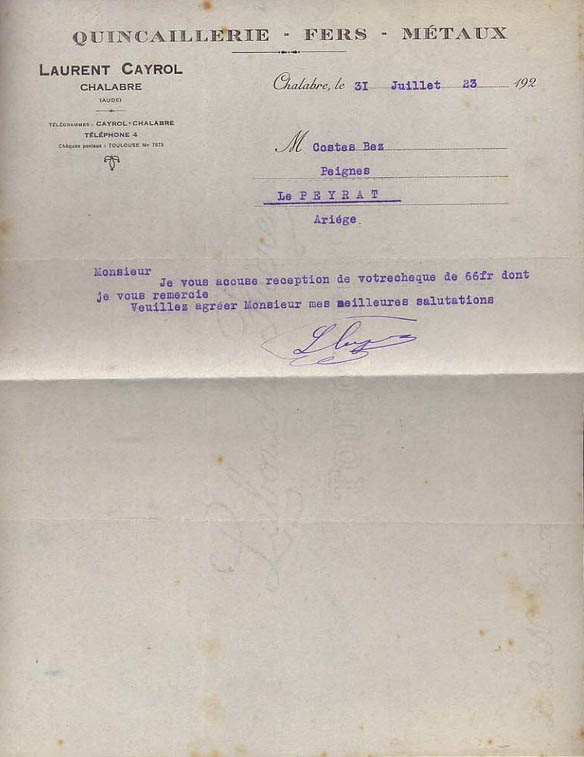 QUINCAILLERIE - FERS - MÉTAUX
LAURENT CAYROL
CHALABRE
(AUDE)
TÉLÉGRAMMES : CAYROL-CHALABRE
TÉLÉPHONE 4
Chèques postaux : TOULOUSE No 7973
Chalabre, le 31 Juillet 23 192
M Costes Bez
Peignes
Le PEYRAT
Ariége
Monsieur
Je vous accuse reception de votrecheque de 66fr dont
je vous remercie
Veuillez agréer Monsieur mes meilleures salutations